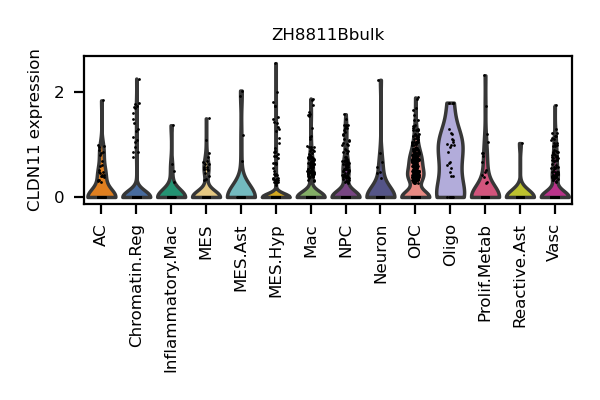 ZH8811Bbulk
CLDN11 expression
2
0
AC
Chromatin.Reg
Inflammatory.Mac
MES
MES.Ast
MES.Hyp
Mac
NPC
Neuron
OPC
Oligo
Prolif.Metab
Reactive.Ast
Vasc